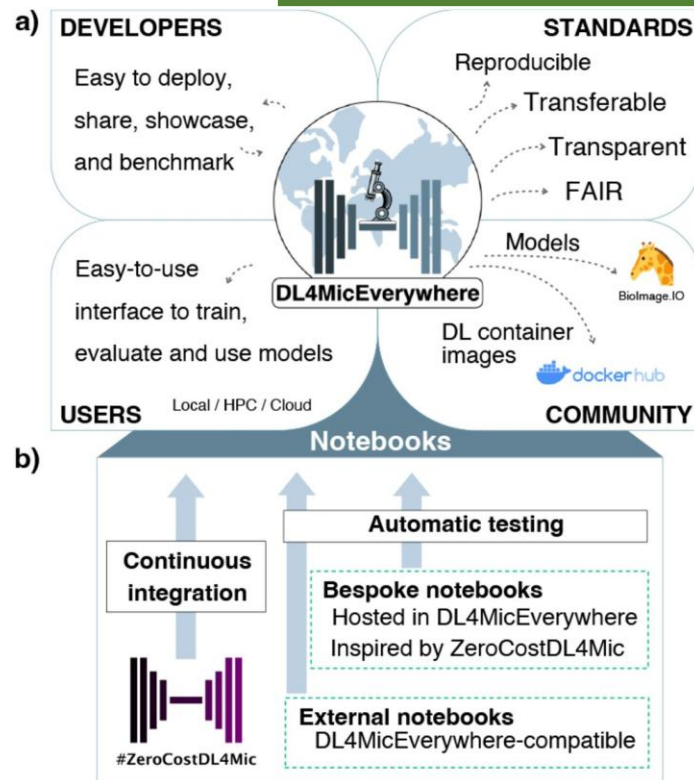 a)
DEVELOPERS
Easy to deploy,
share, showcase,
and benchmark
STANDARDS
Reproducible
Transferable
Transparent
FAIR
DL4MicEverywhere
Easy-to-use
interface to train,
evaluate and use models
Local / HPC / Cloud
USERS
Models
BioImage.IO
DL container
images
dockerhub
COMMUNITY
Notebooks
b)
Continuous
integration
#ZeroCostDL4Mic
Automatic testing
Bespoke notebooks
Hosted in DL4MicEverywhere
Inspired by ZeroCostDL4Mic
External notebooks
DL4MicEverywhere-compatible